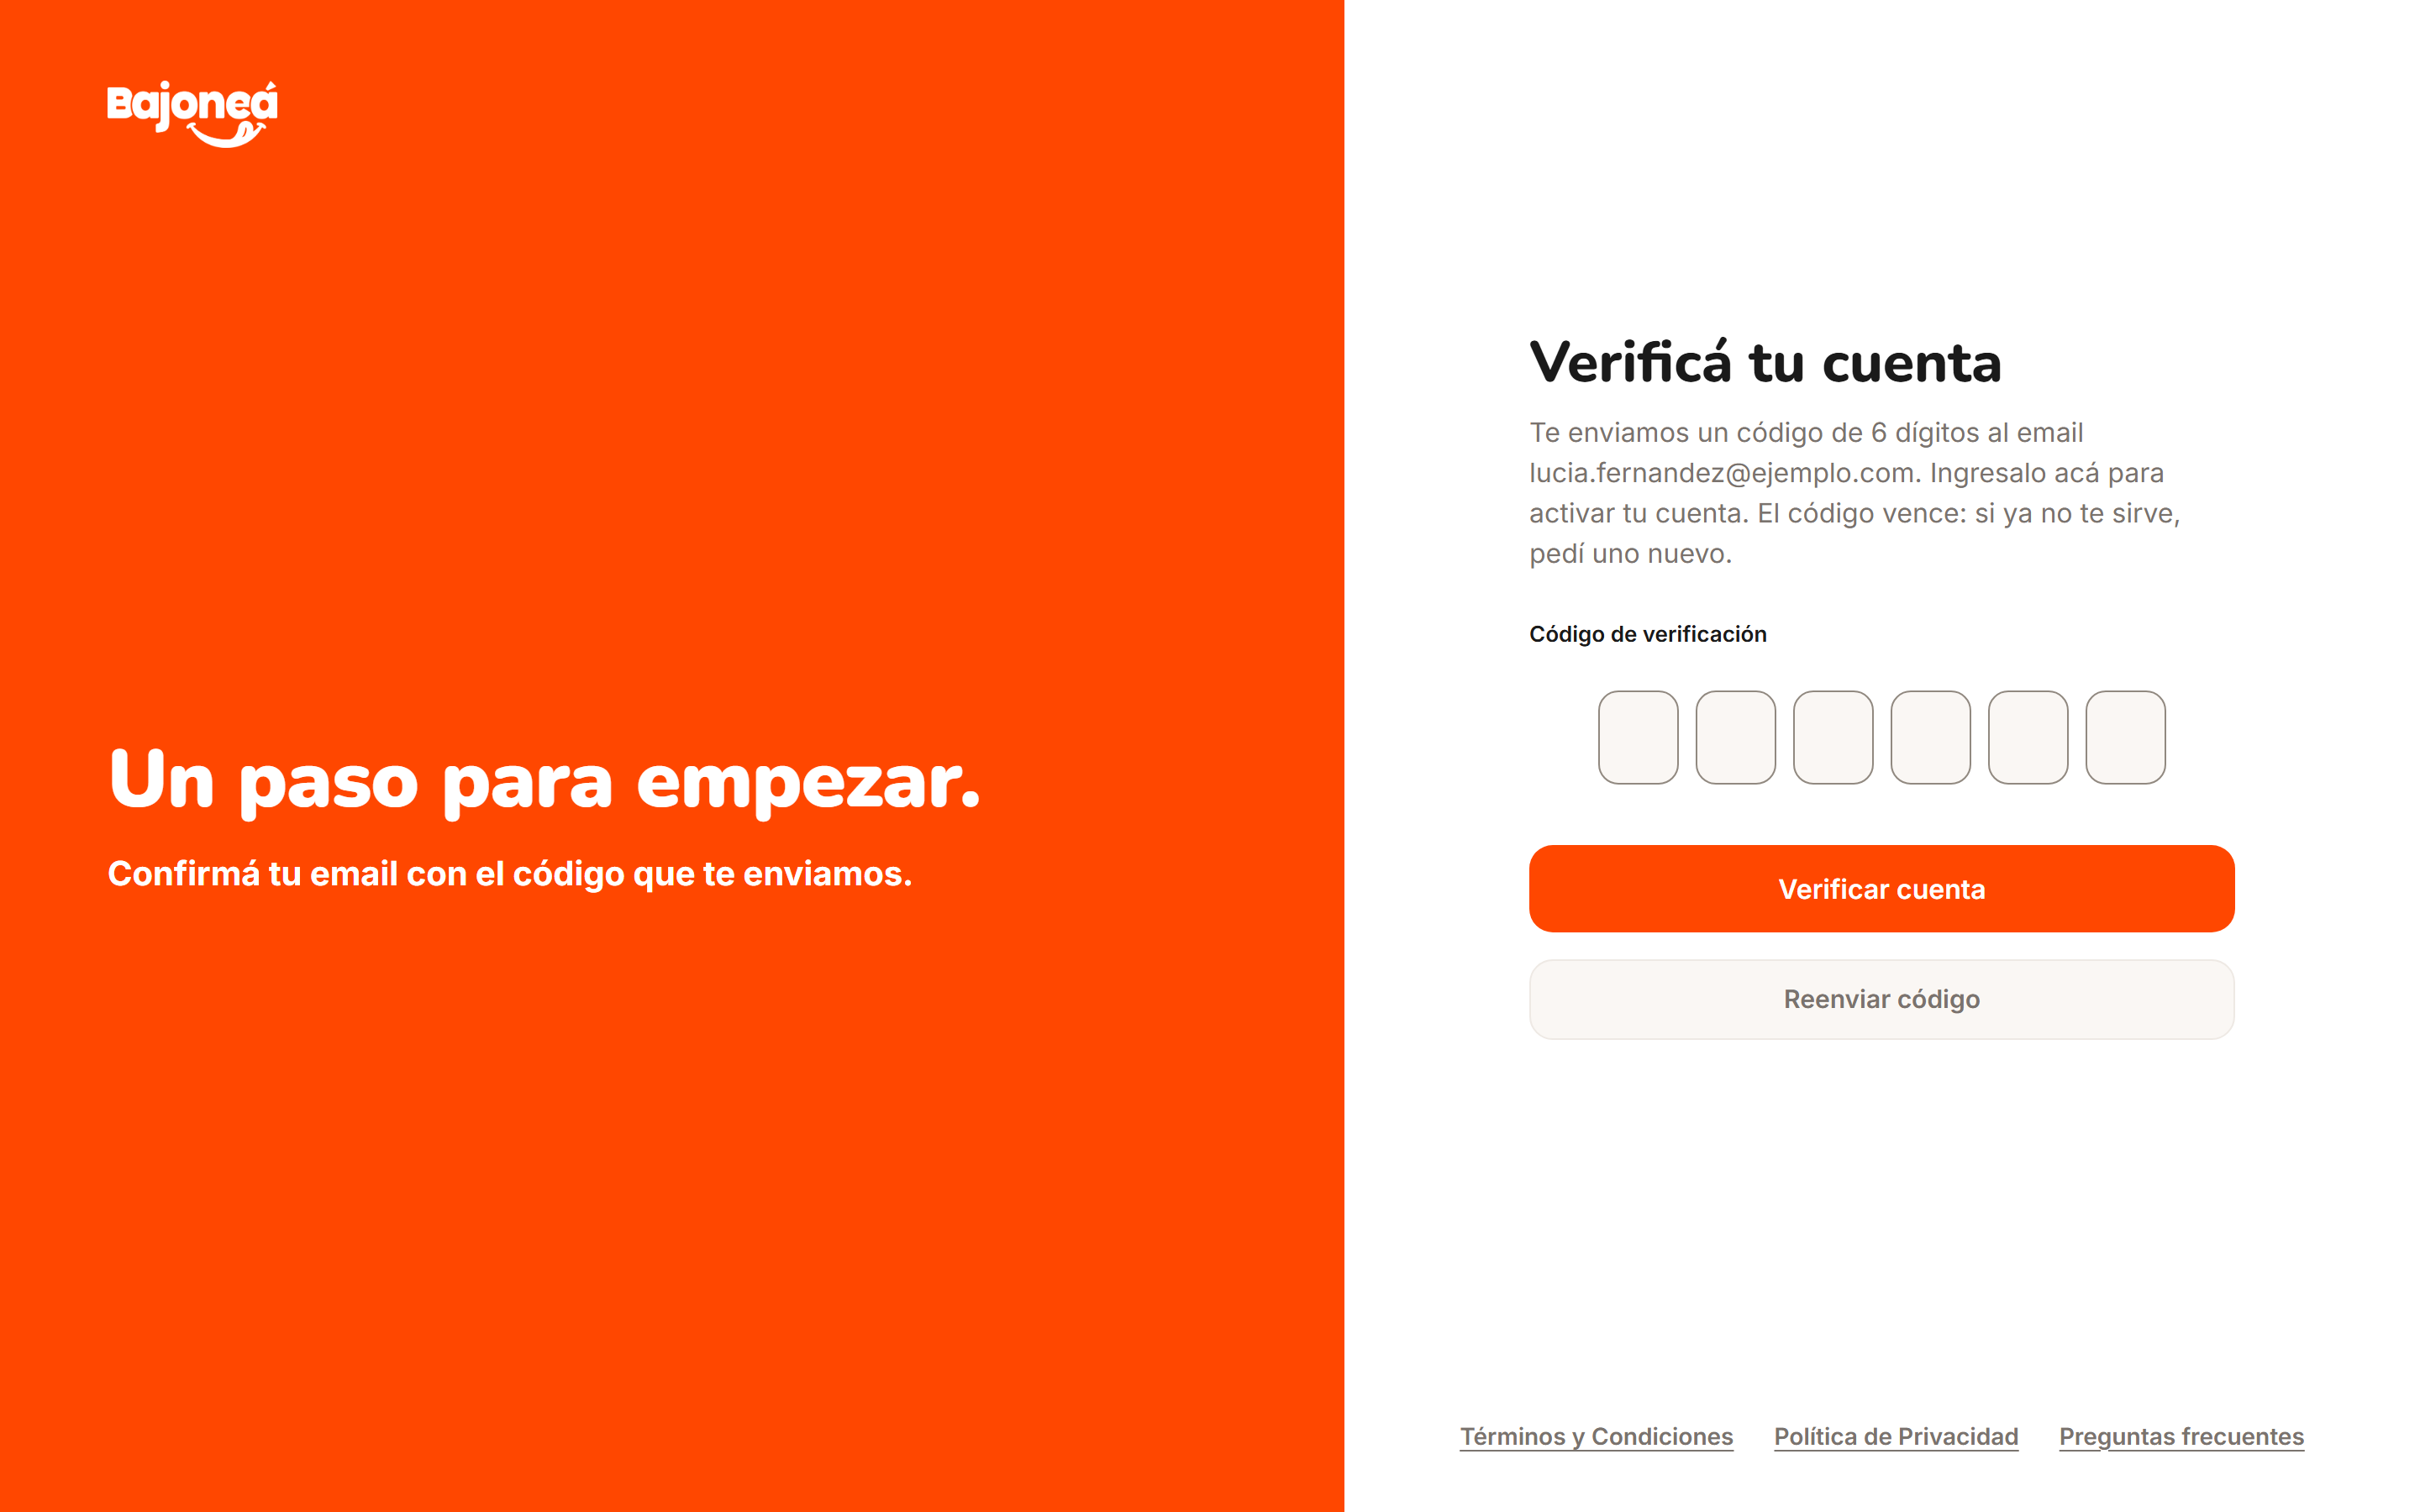 Bajoneá
Un paso para empezar.
Confirmá tu email con el código que te enviamos.
Verificá tu cuenta
Te enviamos un código de 6 dígitos al email
lucia.fernandez@ejemplo.com. Ingresalo acá para
activar tu cuenta. El código vence: si ya no te sirve,
pedí uno nuevo.
Código de verificación
Verificar cuenta
Reenviar código
Términos y Condiciones Política de Privacidad Preguntas frecuentes